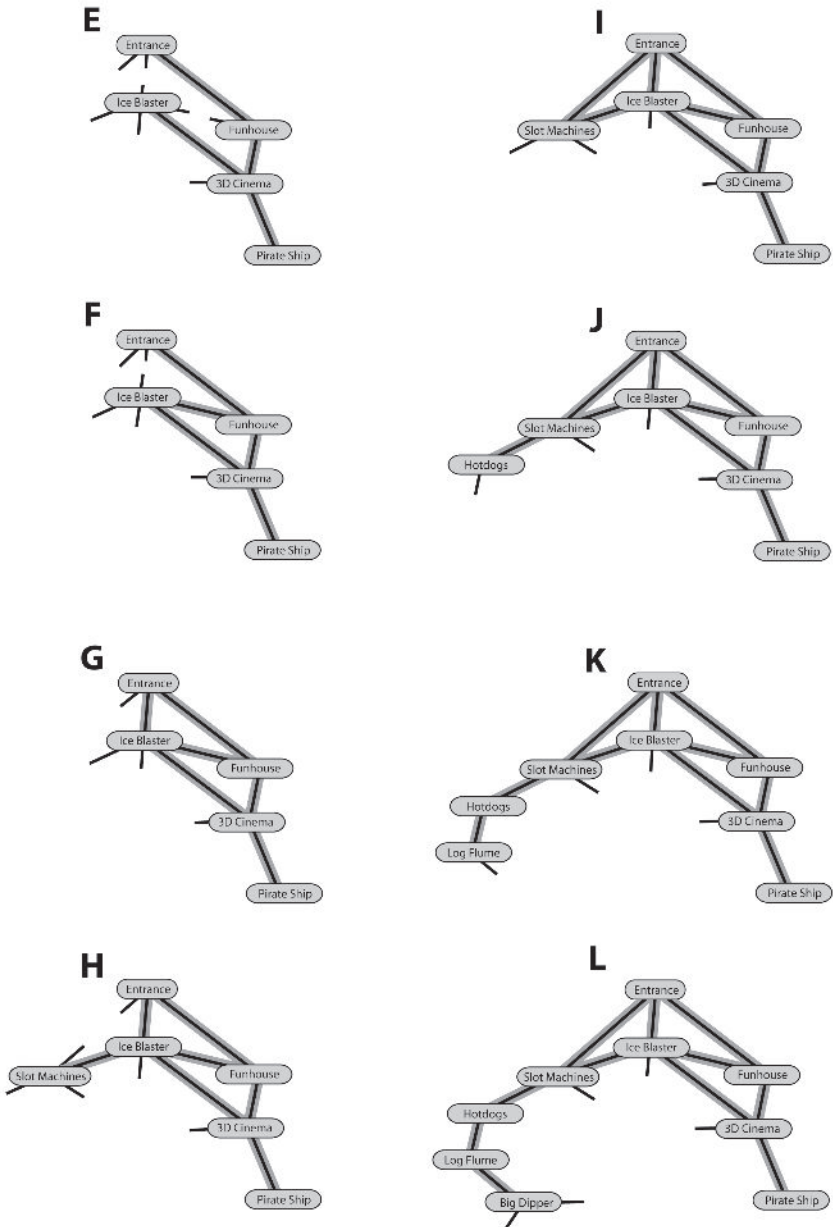 E
Entrance
Ice Blaster
Funhouse
3D Cinema
Pirate Ship
F
Entrance
Ice Blaster
Funhouse
3D Cinema
Pirate Ship
G
Entrance
Ice Blaster
Funhouse
3D Cinema
Pirate Ship
H
Entrance
Ice Blaster
Slot Machines
Funhouse
3D Cinema
Pirate Ship
I
Entrance
Ice Blaster
Slot Machines
Funhouse
3D Cinema
Pirate Ship
J
Entrance
Ice Blaster
Slot Machines
Funhouse
Hotdogs
3D Cinema
Pirate Ship
K
Entrance
Ice Blaster
Slot Machines
Funhouse
Hotdogs
3D Cinema
Log Flume
Pirate Ship
L
Entrance
Ice Blaster
Slot Machines
Funhouse
Hotdogs
3D Cinema
Log Flume
Big Dipper
Pirate Ship